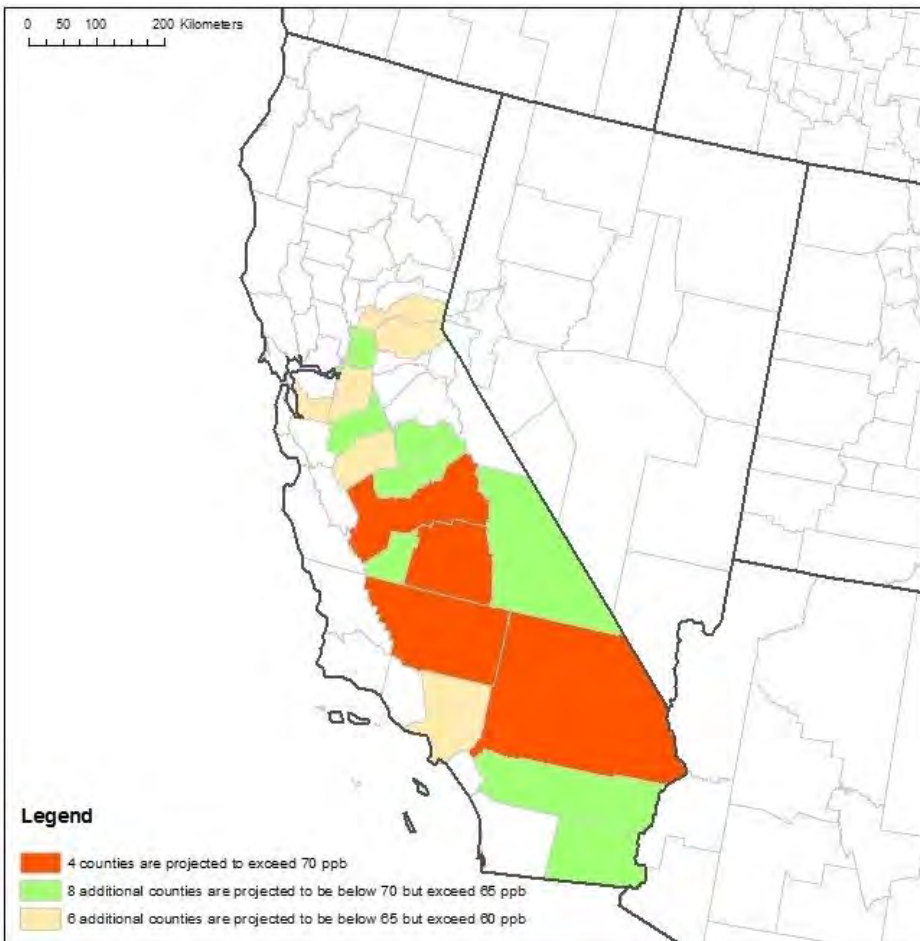 0 50 100 200 Kilometers
Legend
4 counties are projected to exceed 70 ppb
8 additional counties are projected to be below 70 but exceed 65 ppb
6 additional counties are projected to be below 65 but exceed 60 ppb